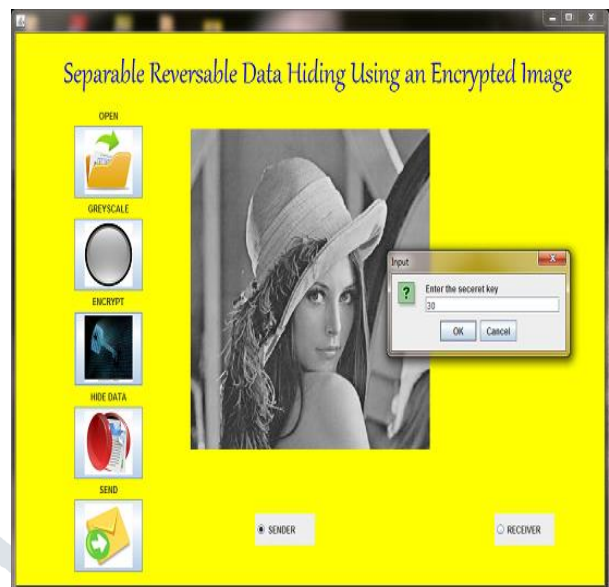 Separable Reversable Data Hiding Using an Encrypted Image
OPEN
GREYSCALE
ENCRYPT
HIDE DATA
SEND
Input
Enter the seceret key
30
OK Cancel
SENDER RECEIVER